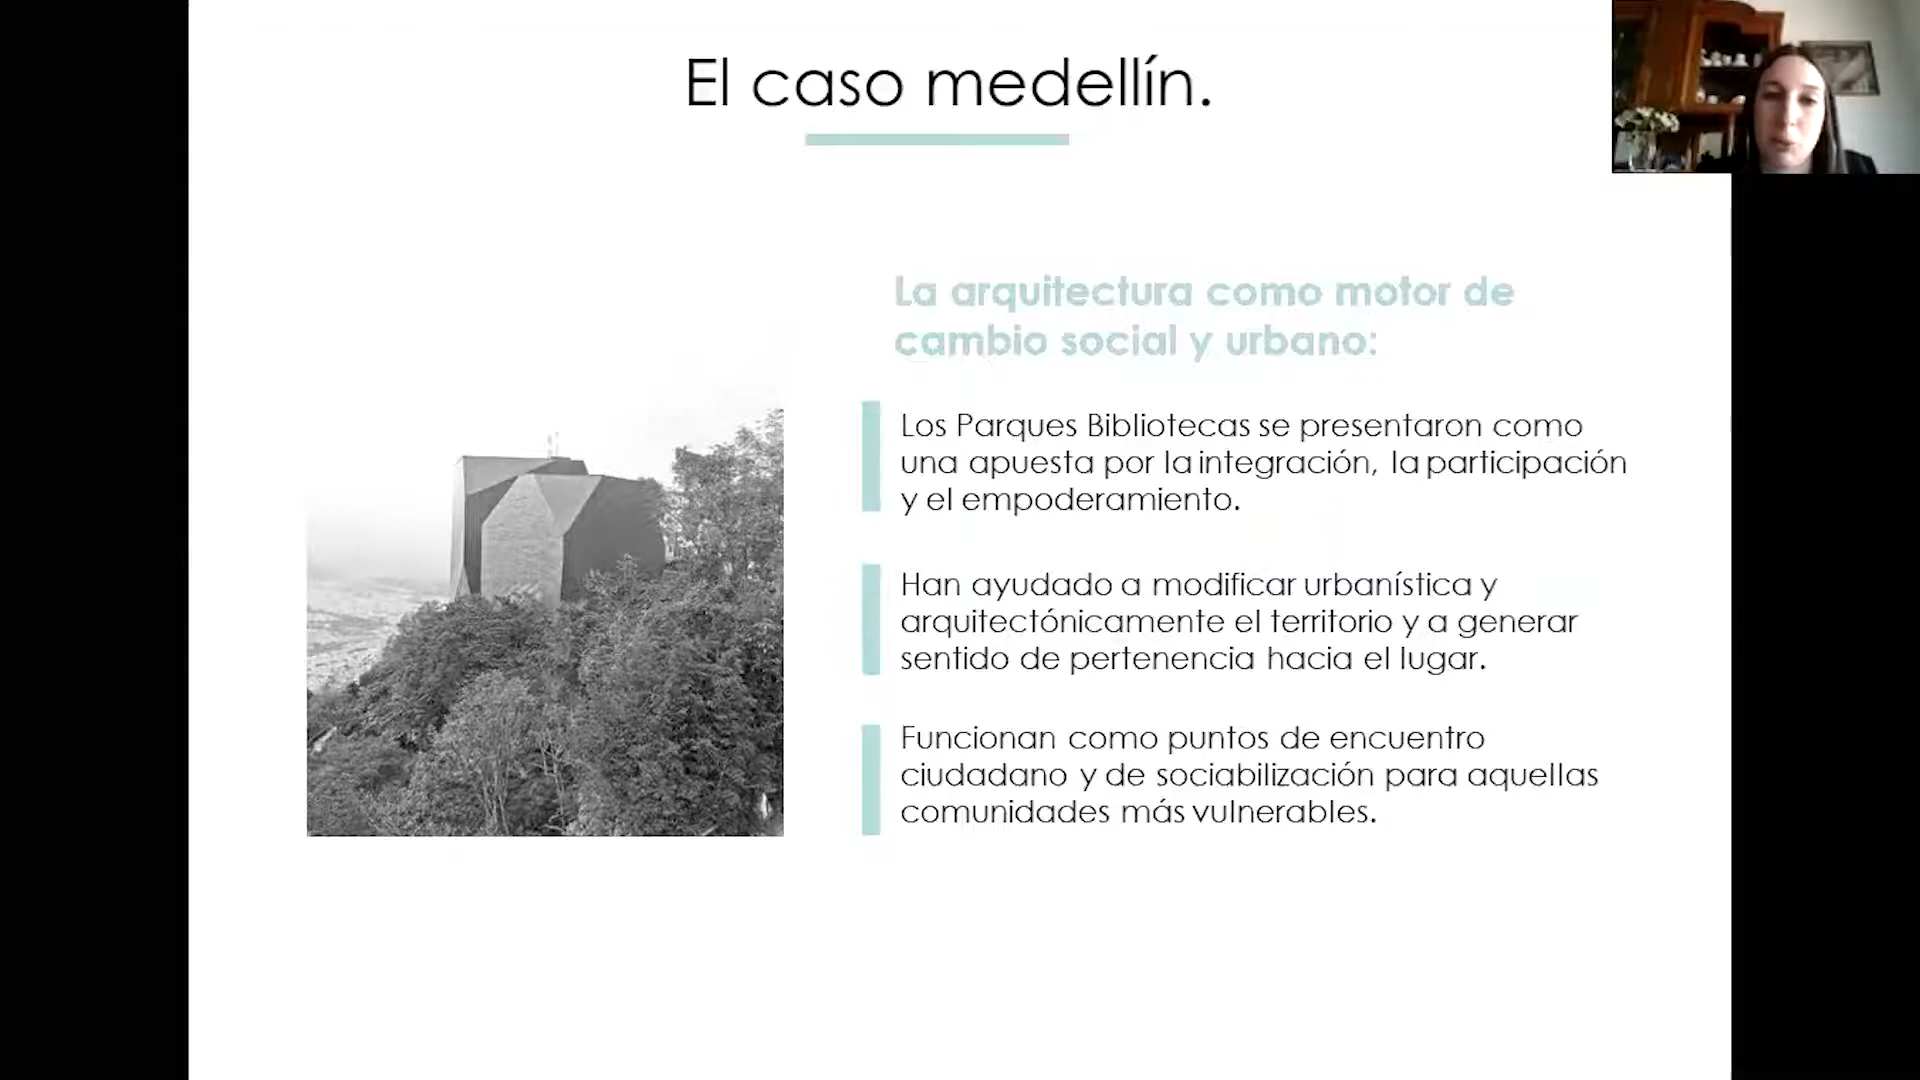 El caso medellín.
La arquitectura como motor de
cambio social y urbano:
Los Parques Bibliotecas se presentaron como
una apuesta por la integración, la participación
y el empoderamiento.
Han ayudado a modificar urbanística y
arquitectónicamente el territorio y a generar
sentido de pertenencia hacia el lugar.
Funcionan como puntos de encuentro
ciudadano y de sociabilización para aquellas
comunidades más vulnerables.